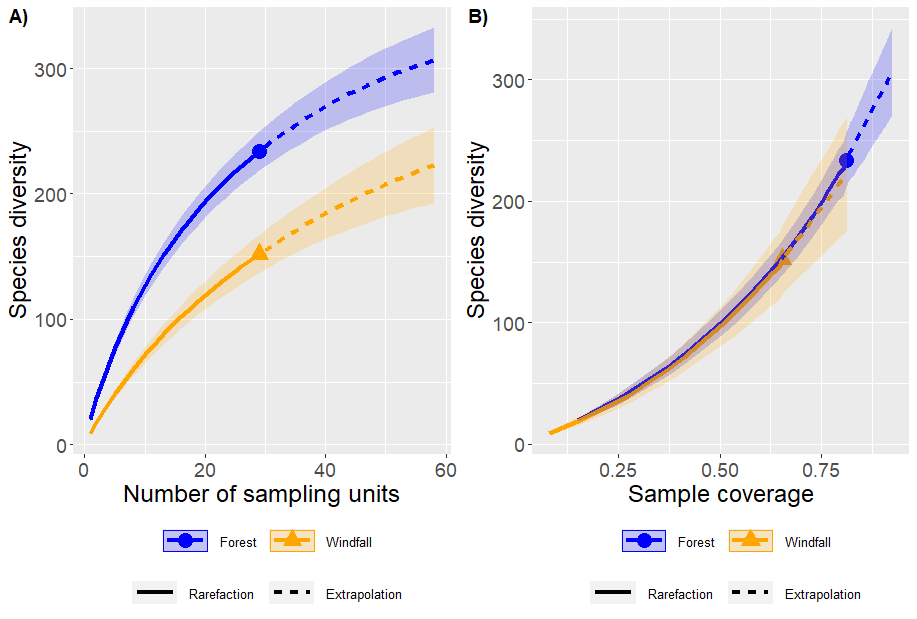 A)
Species diversity
300
200
100
0
0 20 40 60
Number of sampling units
Forest Windfall
Rarefaction Extrapolation
B)
Species diversity
300
200
100
0
0.25 0.50 0.75
Sample coverage
Forest Windfall
Rarefaction Extrapolation